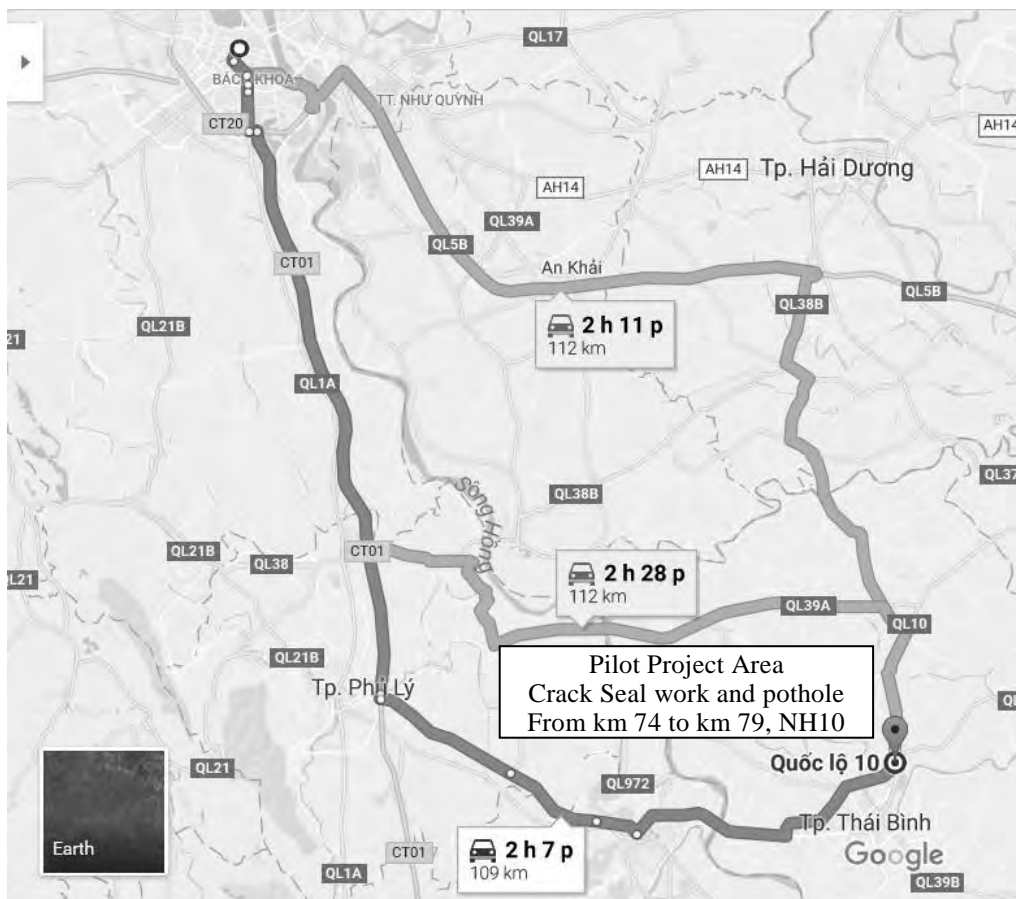 QL17
BÁCH KHOA
TT. NHƯ QUỲNH
CT20
AH14
AH14
AH14
Tp. Hải Dương
QL39A
QL5B
An Khải
CT01
QL38B
QL5B
QL21B
2 h 11 p
112 km
21
QL1A
Sông Hồng
QL38B
QL37
QL21B
QL38
CT01
2 h 28 p
112 km
L21
QL39A
QL10
QL21B
Tp. Phủ Lý
Pilot Project Area
Crack Seal work and pothole
From km 74 to km 79, NH10
Quốc lộ 10
QL21
QL972
Earth
Tp. Thái Bình
2 h 7 p
109 km
Google
CT01
QL1A
QL39B